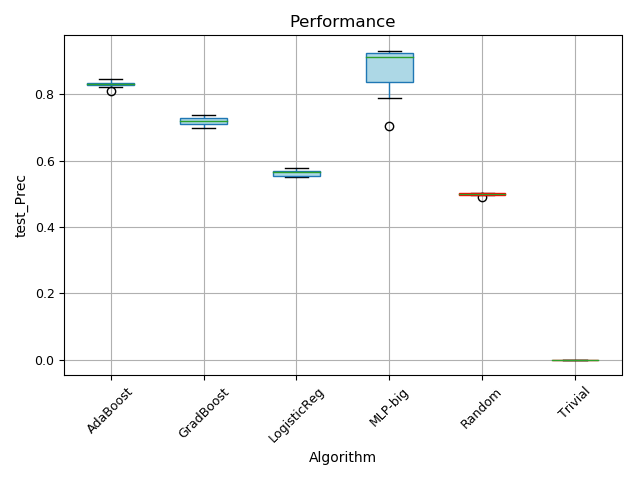 Performance
test_Prec
0.8
0.6
0.4
0.2
0.0
AdaBoost
GradBoost
LogisticReg
MLP-big
Random
Trivial
Algorithm